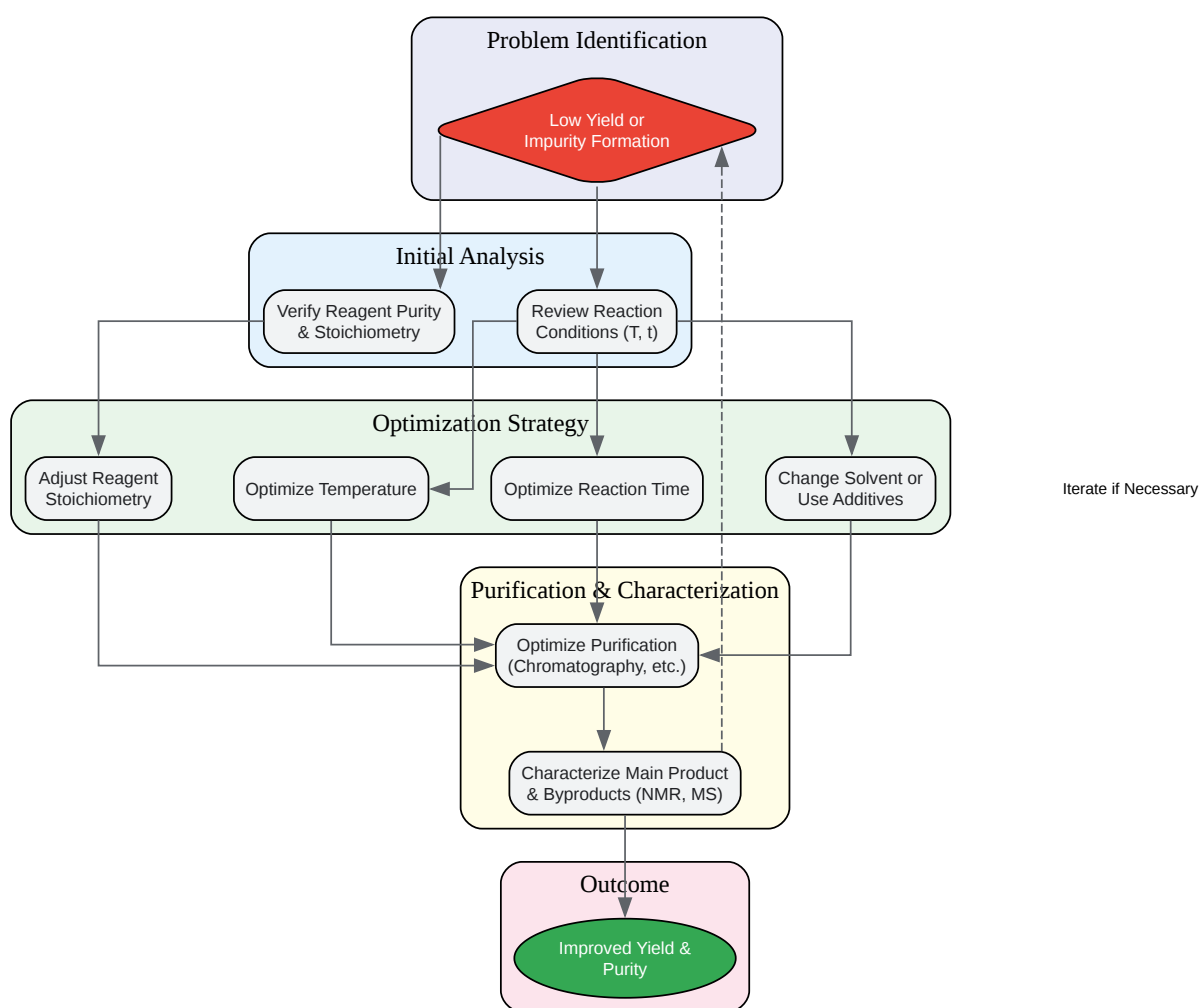 Problem Identification
Low Yield or
Impurity Formation
Initial Analysis
Verify Reagent Purity
& Stoichiometry
Review Reaction
Conditions (T, t)
Optimization Strategy
Adjust Reagent
Stoichiometry
Optimize Temperature
Optimize Reaction Time
Change Solvent or
Use Additives
Iterate if Necessary
Purification & Characterization
Optimize Purification
(Chromatography, etc.)
Characterize Main Product
& Byproducts (NMR, MS)
Outcome
Improved Yield &
Purity